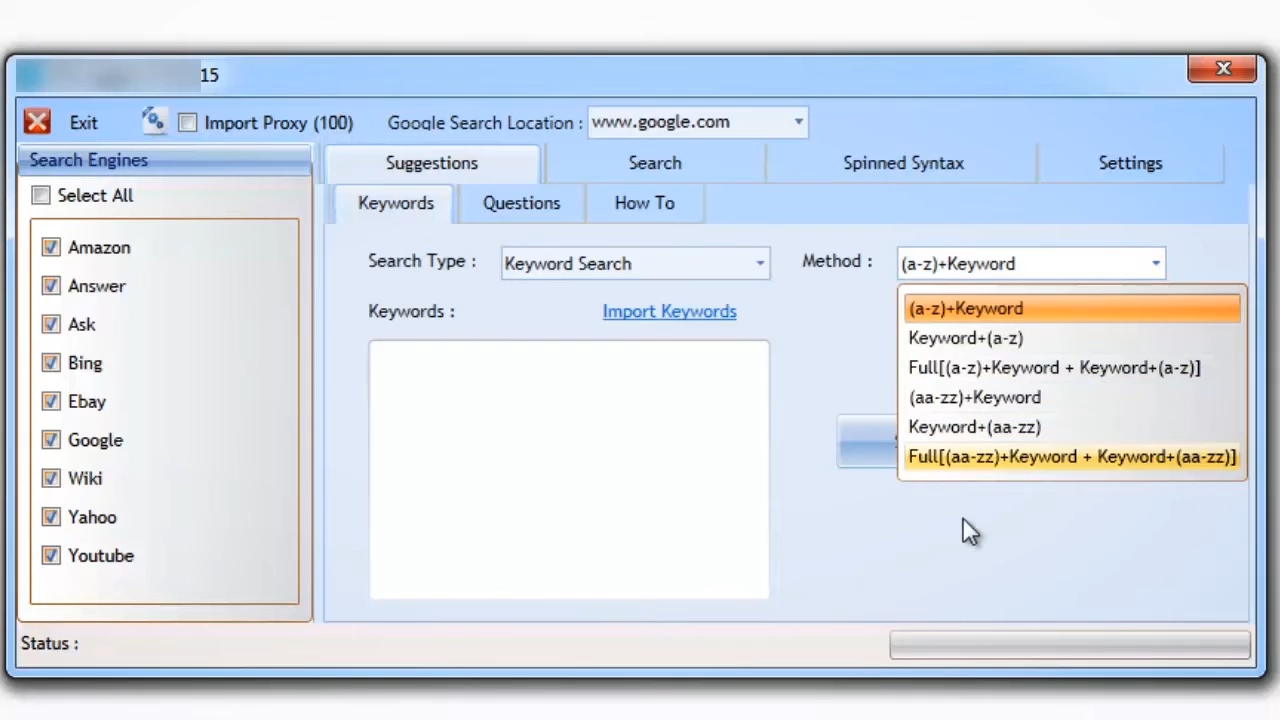 15
Exit
Import Proxy (100)
Google Search Location :
www.google.com
Search Engines
Select All
Amazon
Answer
Ask
Bing
Ebay
Google
Wiki
Yahoo
Youtube
Suggestions
Search
Spinned Syntax
Settings
Keywords
Questions
How To
Search Type :
Keyword Search
Method :
(a-z)+Keyword
Keywords :
Import Keywords
(a-z)+Keyword
Keyword+(a-z)
Full[(a-z)+Keyword + Keyword+(a-z)]
(aa-zz)+Keyword
Keyword+(aa-zz)
Full[(aa-zz)+Keyword + Keyword+(aa-zz)]
Status :